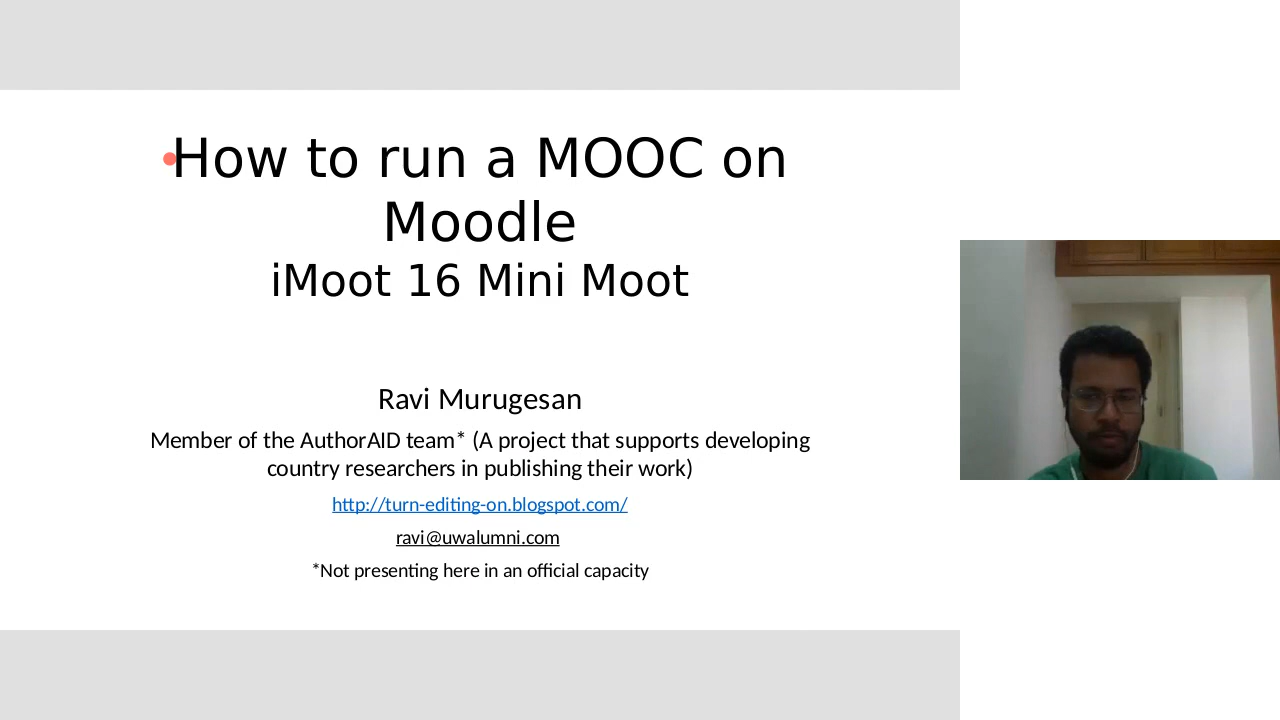 How to run a MOOC on
Moodle
iMoot 16 Mini Moot
Ravi Murugesan
Member of the AuthorAID team* (A project that supports developing
country researchers in publishing their work)
http://turn-editing-on.blogspot.com/
ravi@uwalumni.com
*Not presenting here in an official capacity